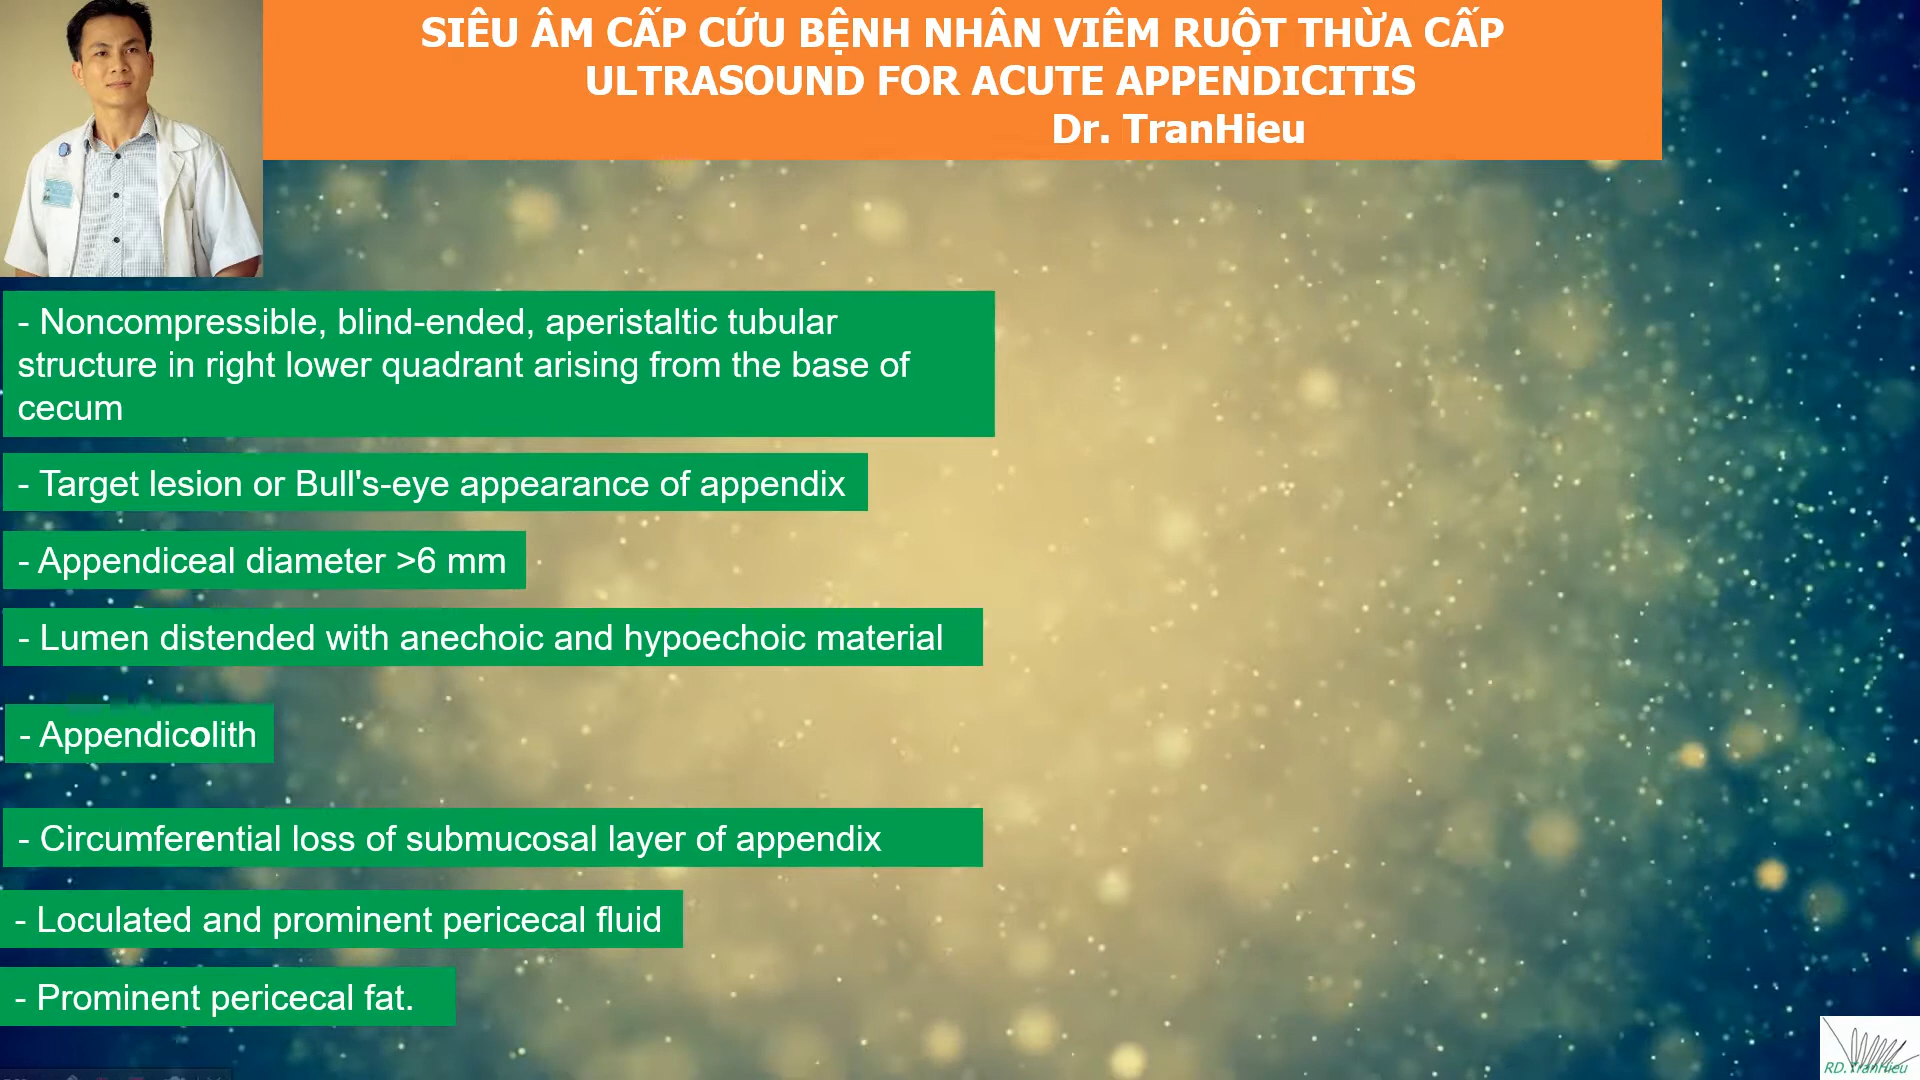 SIÊU ÂM CẤP CỨU BỆNH NHÂN VIÊM RUỘT THỪA CẤP
ULTRASOUND FOR ACUTE APPENDICITIS
Dr. TranHieu
- Noncompressible, blind-ended, aperistaltic tubular
structure in right lower quadrant arising from the base of
cecum
- Target lesion or Bull's-eye appearance of appendix
- Appendiceal diameter >6 mm
- Lumen distended with anechoic and hypoechoic material
- Appendicolith
- Circumferential loss of submucosal layer of appendix
- Loculated and prominent pericecal fluid
- Prominent pericecal fat.
RD.TranHieu